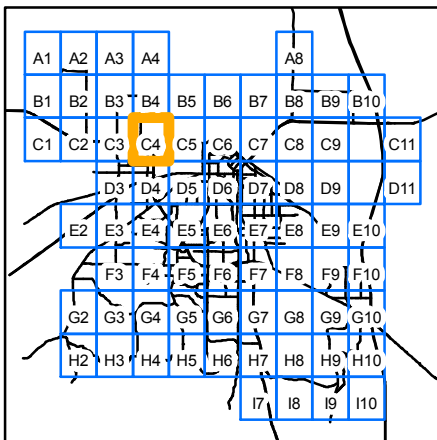 A1 A2 A3 A4 A8
B1 B2 B3 B4 B5 B6 B7 B8 B9 B10
C1 C2 C3 C4 C5 C6 C7 C8 C9 C11
D3 D4 D5 D6 D7 D8 D9 D11
E2 E3 E4 E5 E6 E7 E8 E9 E10
F3 F4 F5 F6 F7 F8 F9 F10
G2 G3 G4 G5 G6 G7 G8 G9 G10
H2 H3 H4 H5 H6 H7 H8 H9 H10
I7 I8 I9 I10